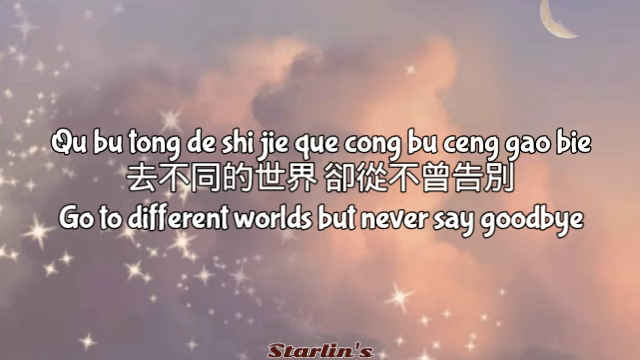 Qu bu tong de shi jie que cong bu ceng gao bie
去不同的世界 卻從不曾告別
Go to different worlds but never say goodbye
Starlin's